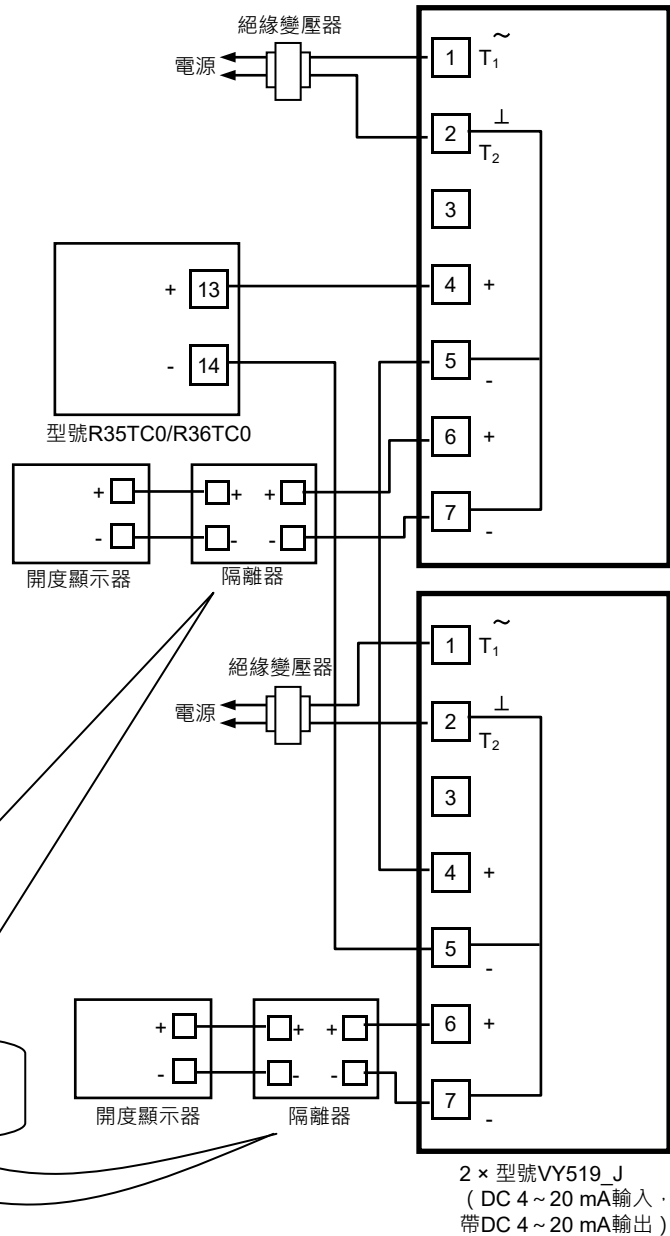 絕緣變壓器
電源
1 T₁ ~
2 T₂ ⊥
3
+ 13
4 +
- 14
5 -
型號R35TC0/R36TC0
6 +
+ + +
- - -
7 -
開度顯示器
隔離器
絕緣變壓器
電源
1 T₁ ~
2 T₂ ⊥
3
4 +
5 -
+ + +
6 +
- - -
7 -
開度顯示器
隔離器
2 × 型號VY519_J
（DC 4～20 mA輸入，
帶DC 4～20 mA輸出）